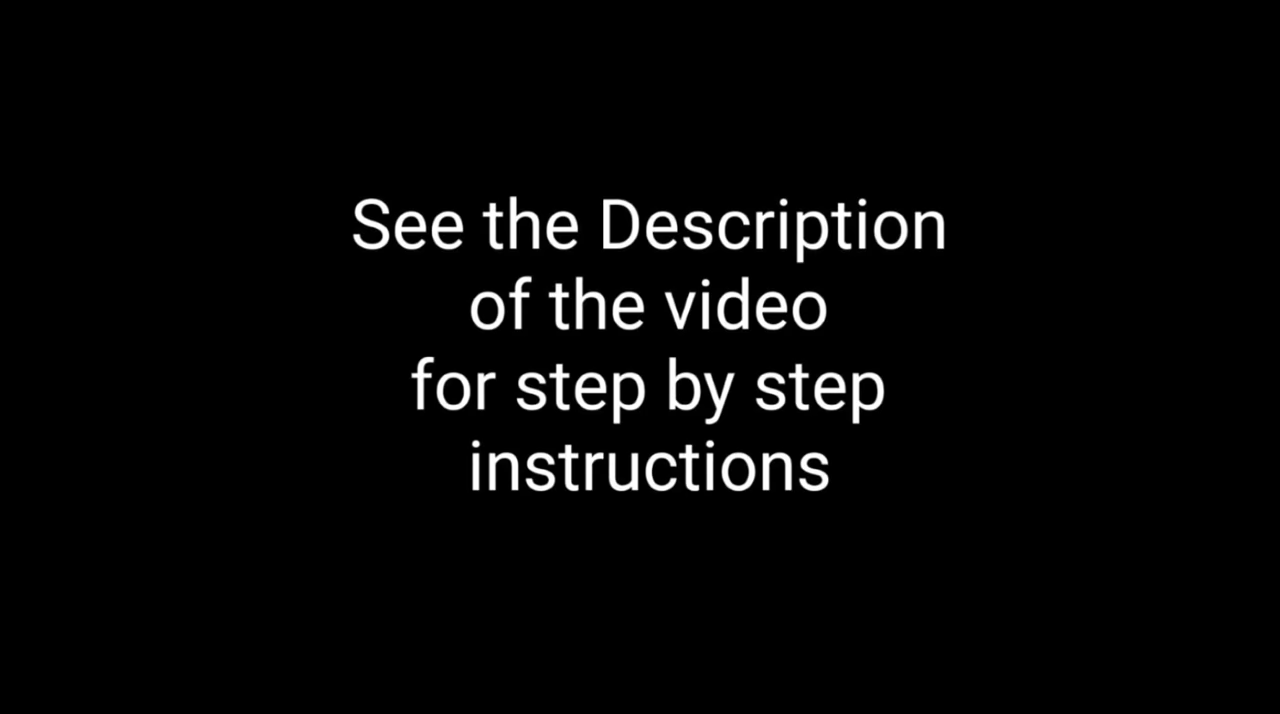 See the Description
of the video
for step by step
instructions